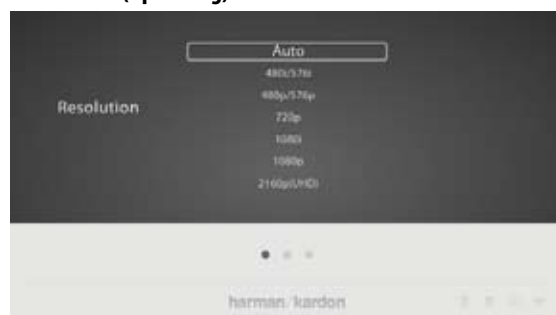 Auto
480i/576i
480p/576p
Resolution
720p
1080i
1080p
2160p(UHD)
harman/kardon